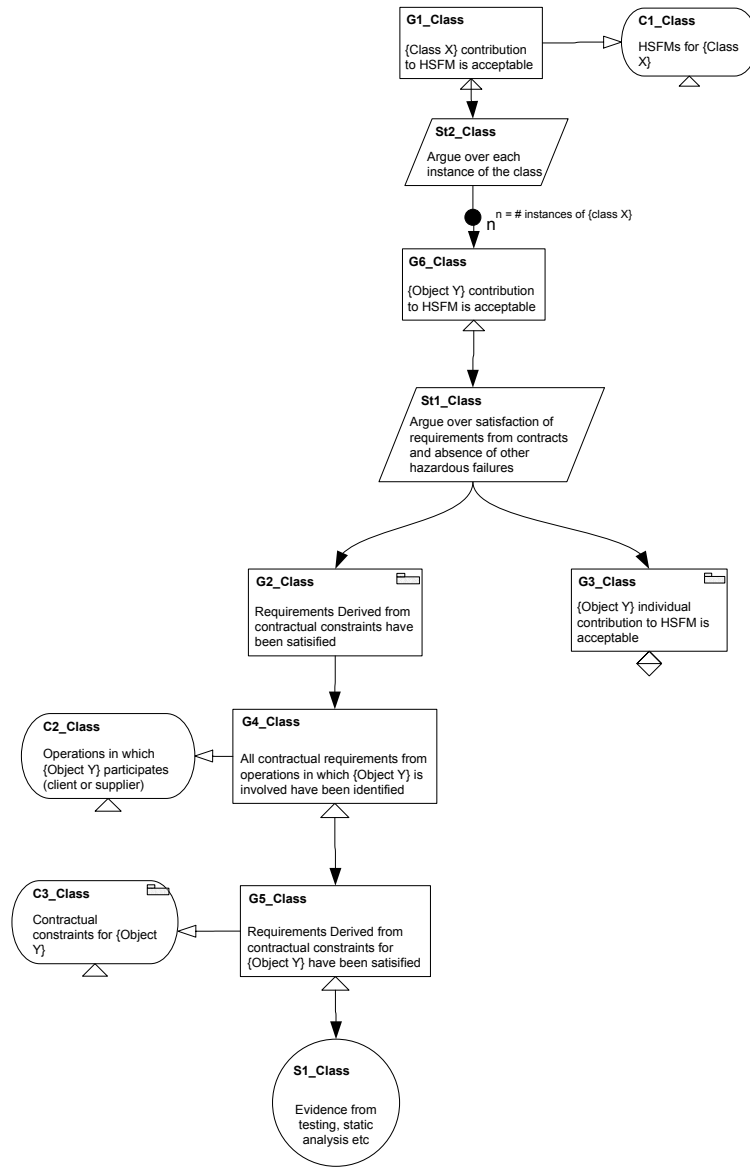 G1_Class
{Class X} contribution
to HSFM is acceptable
C1_Class
HSFMs for {Class
X}
St2_Class
Argue over each
instance of the class
n
n = # instances of {class X}
G6_Class
{Object Y} contribution
to HSFM is acceptable
St1_Class
Argue over satisfaction of
requirements from contracts
and absence of other
hazardous failures
G2_Class
Requirements Derived from
contractual constraints have
been satisified
G3_Class
{Object Y} individual
contribution to HSFM is
acceptable
C2_Class
Operations in which
{Object Y} participates
(client or supplier)
G4_Class
All contractual requirements from
operations in which {Object Y} is
involved have been identified
C3_Class
Contractual
constraints for {Object
Y}
G5_Class
Requirements Derived from
contractual constraints for
{Object Y} have been satisified
S1_Class
Evidence from
testing, static
analysis etc